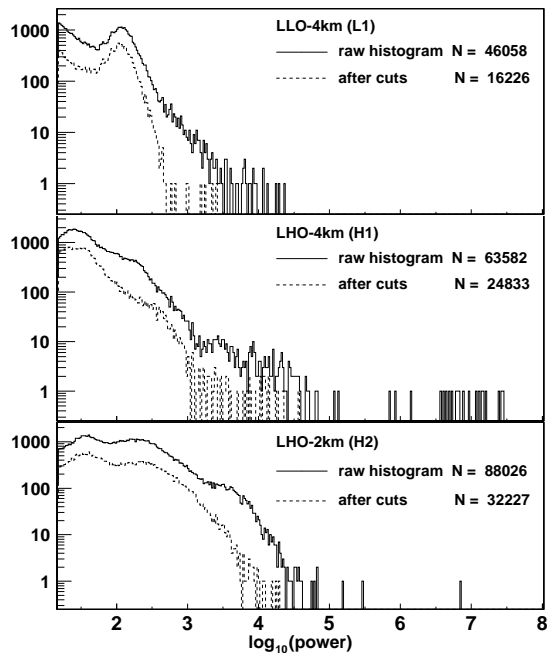 LLO-4km (L1)
raw histogram N = 46058
after cuts N = 16226
1000
100
10
1
LHO-4km (H1)
raw histogram N = 63582
after cuts N = 24833
1000
100
10
1
LHO-2km (H2)
raw histogram N = 88026
after cuts N = 32227
1000
100
10
1
2 3 4 5 6 7 8
log10(power)